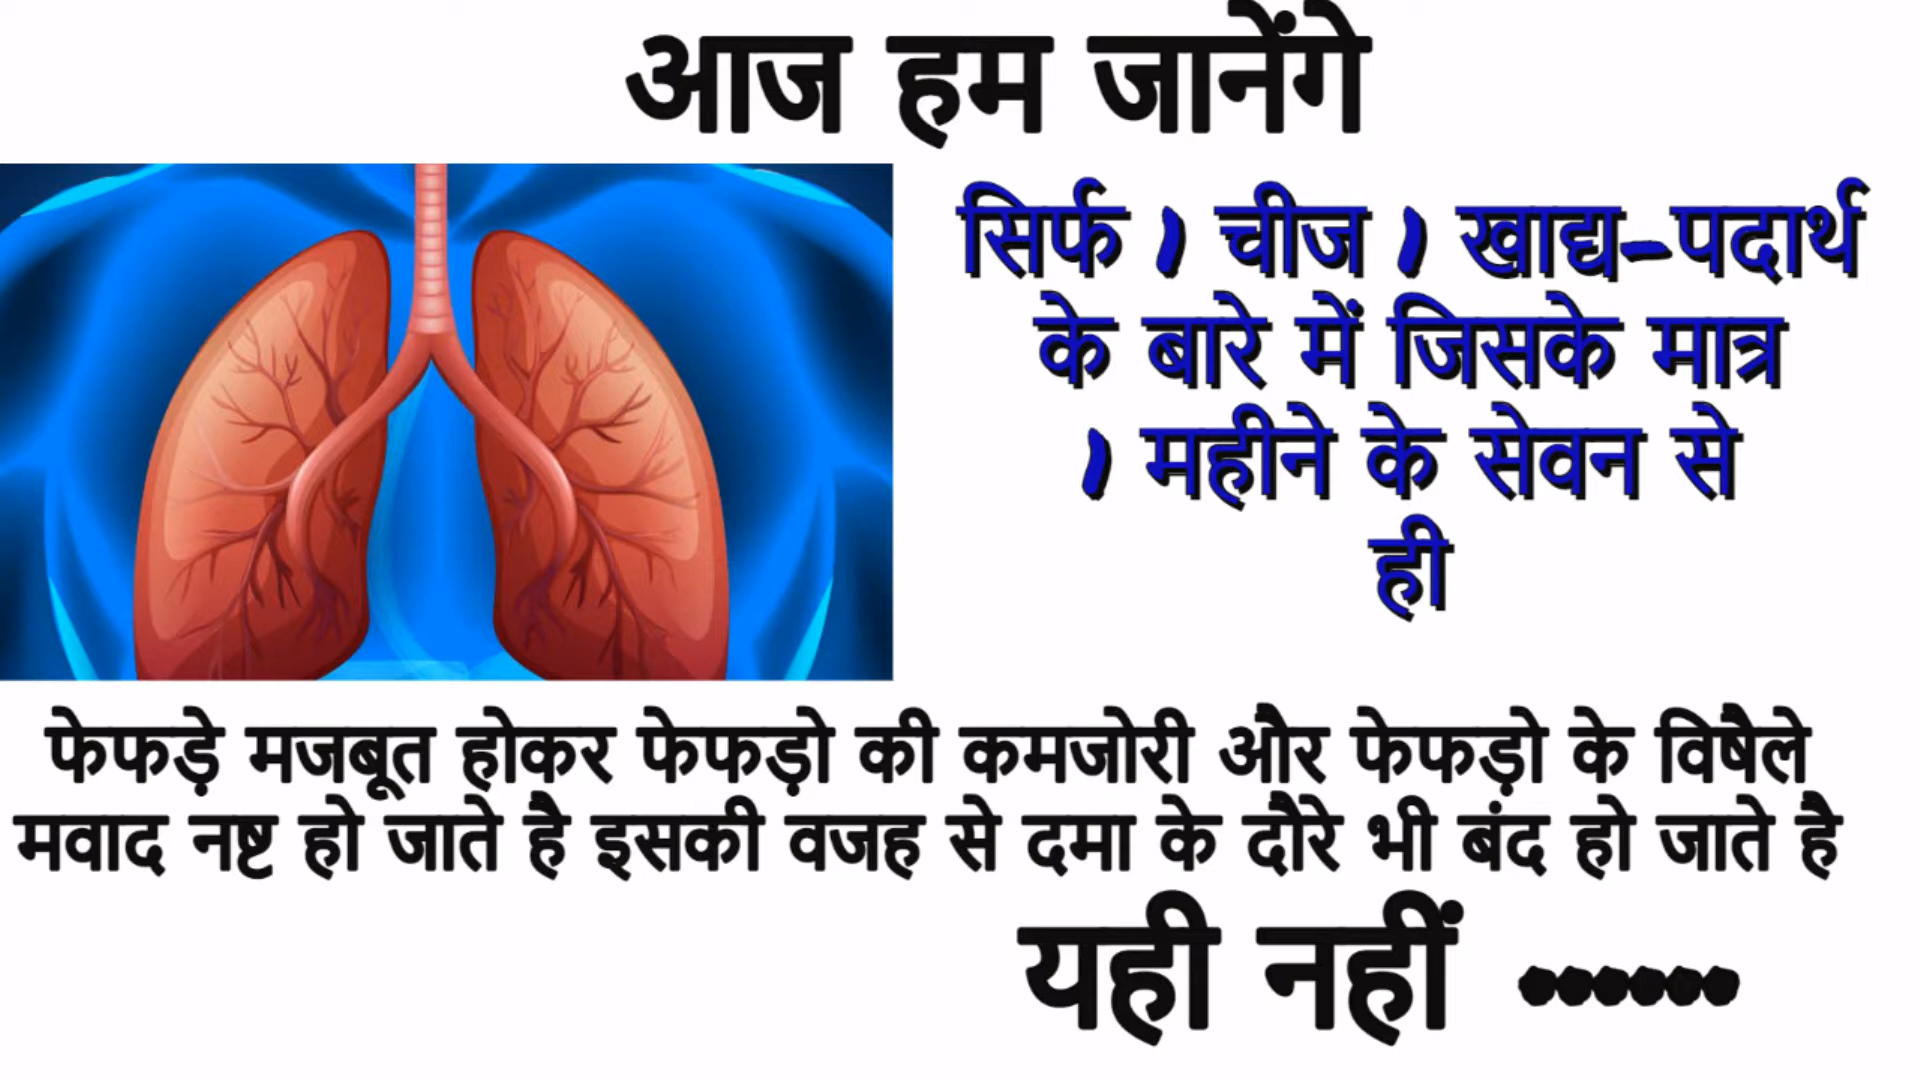 आज हम जानेंगे
सिर्फ 1 चीज 1 खाद्य-पदार्थ
के बारे में जिसके मात्र
1 महीने के सेवन से
ही
फेफड़े मजबूत होकर फेफड़ो की कमजोरी और फेफड़ो के विषैले
मवाद नष्ट हो जाते है इसकी वजह से दमा के दौरे भी बंद हो जाते है
यही नहीं ••••••